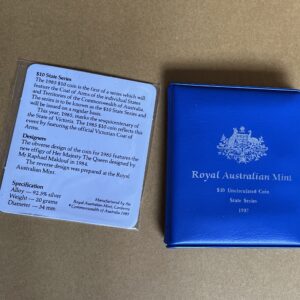 $10 State Series
The 1985 $10 coin is the first of a series which will
feature the Coat of Arms of the individual States
and Territories of the Commonwealth of Australia.
The series is to be known as the $10 State Series and
will be issued on a regular basis.
This year, 1985, marks the sesquicentenary of
the State of Victoria. The 1985 $10 coin reflects this
event by featuring the official Victorian Coat of
Arms.
Designers
The obverse design of the coin for 1985 features the
new effigy of Her Majesty The Queen designed by
Mr Raphael Maklouf in 1984.
The reverse design was prepared at the Royal
Australian Mint.
Specification
Alloy — 92.5% silver
Weight — 20 grams
Diameter — 34 mm
Manufactured by the
Royal Australian Mint, Canberra
Commonwealth of Australia 1985
Royal Australian Mint
$10 Uncirculated Coin
State Series